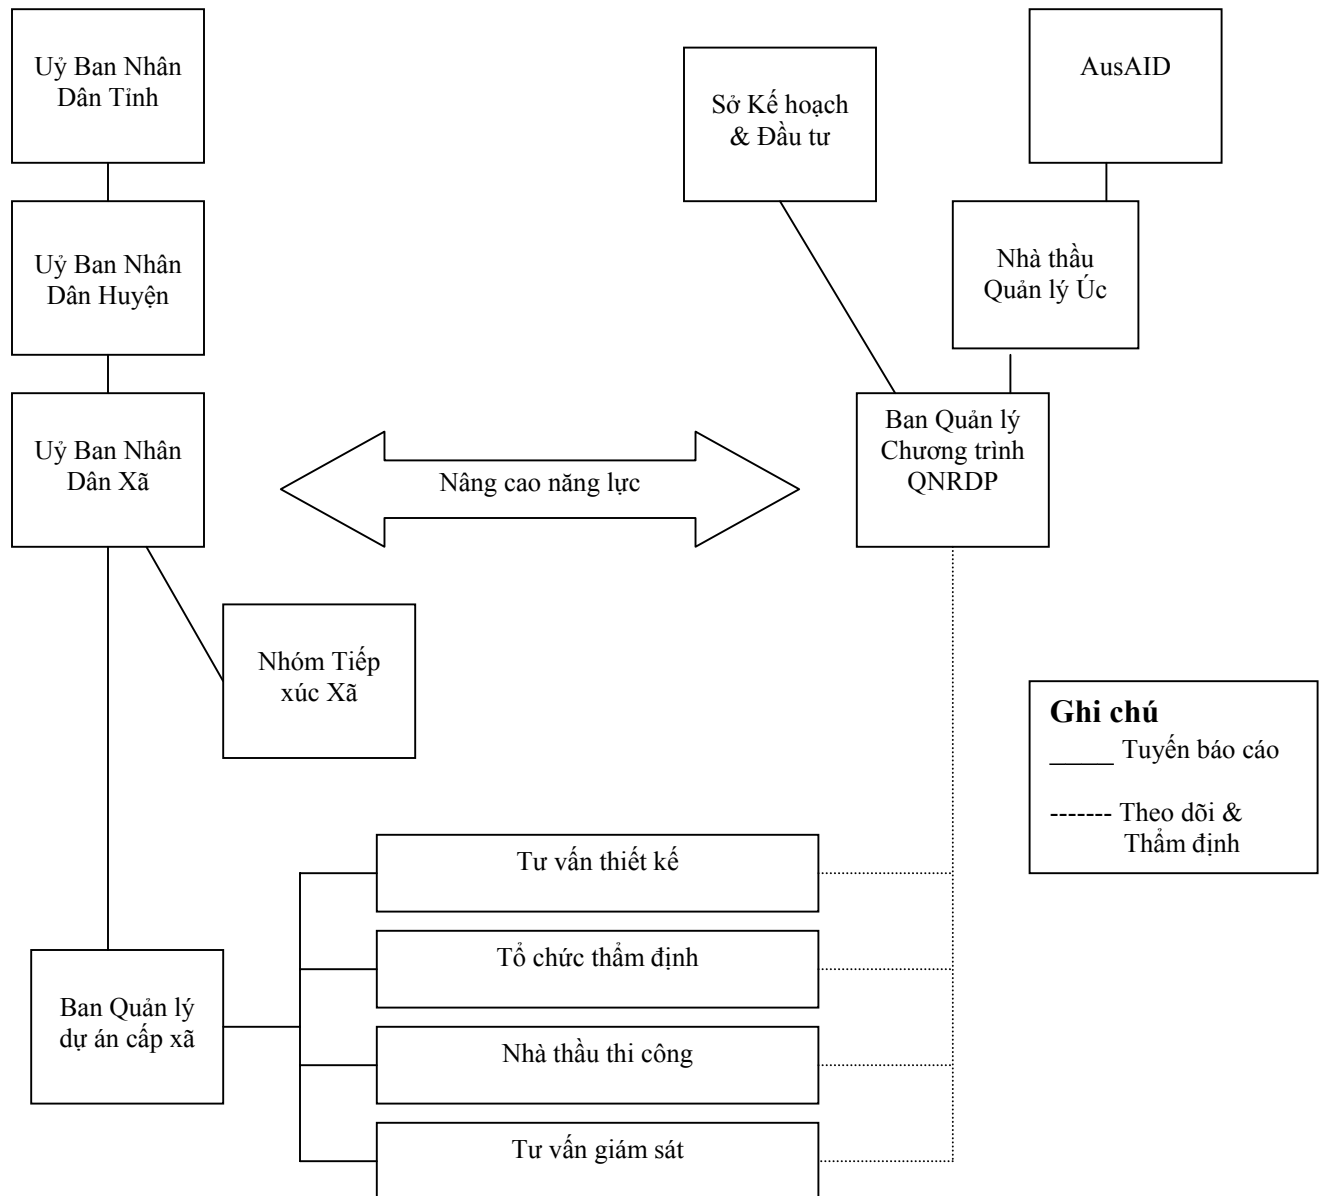 Uỷ Ban Nhân
Dân Tỉnh
Sở Kế hoạch
& Đầu tư
AusAID
Uỷ Ban Nhân
Dân Huyện
Nhà thầu
Quản lý Úc
Uỷ Ban Nhân
Dân Xã
Nâng cao năng lực
Ban Quản lý
Chương trình
QNRDP
Nhóm Tiếp
xúc Xã
Ghi chú
_____ Tuyến báo cáo
------- Theo dõi &
Thẩm định
Tư vấn thiết kế
Tổ chức thẩm định
Ban Quản lý
dự án cấp xã
Nhà thầu thi công
Tư vấn giám sát